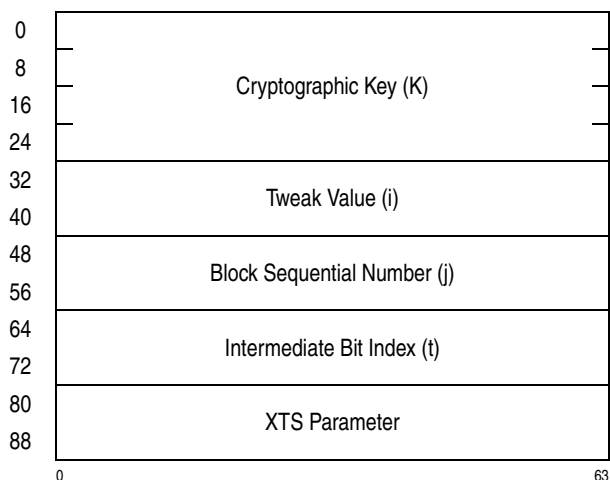 0
8
Cryptographic Key (K)
16
24
32
Tweak Value (i)
40
48
Block Sequential Number (j)
56
64
Intermediate Bit Index (t)
72
80
XTS Parameter
88
0 63